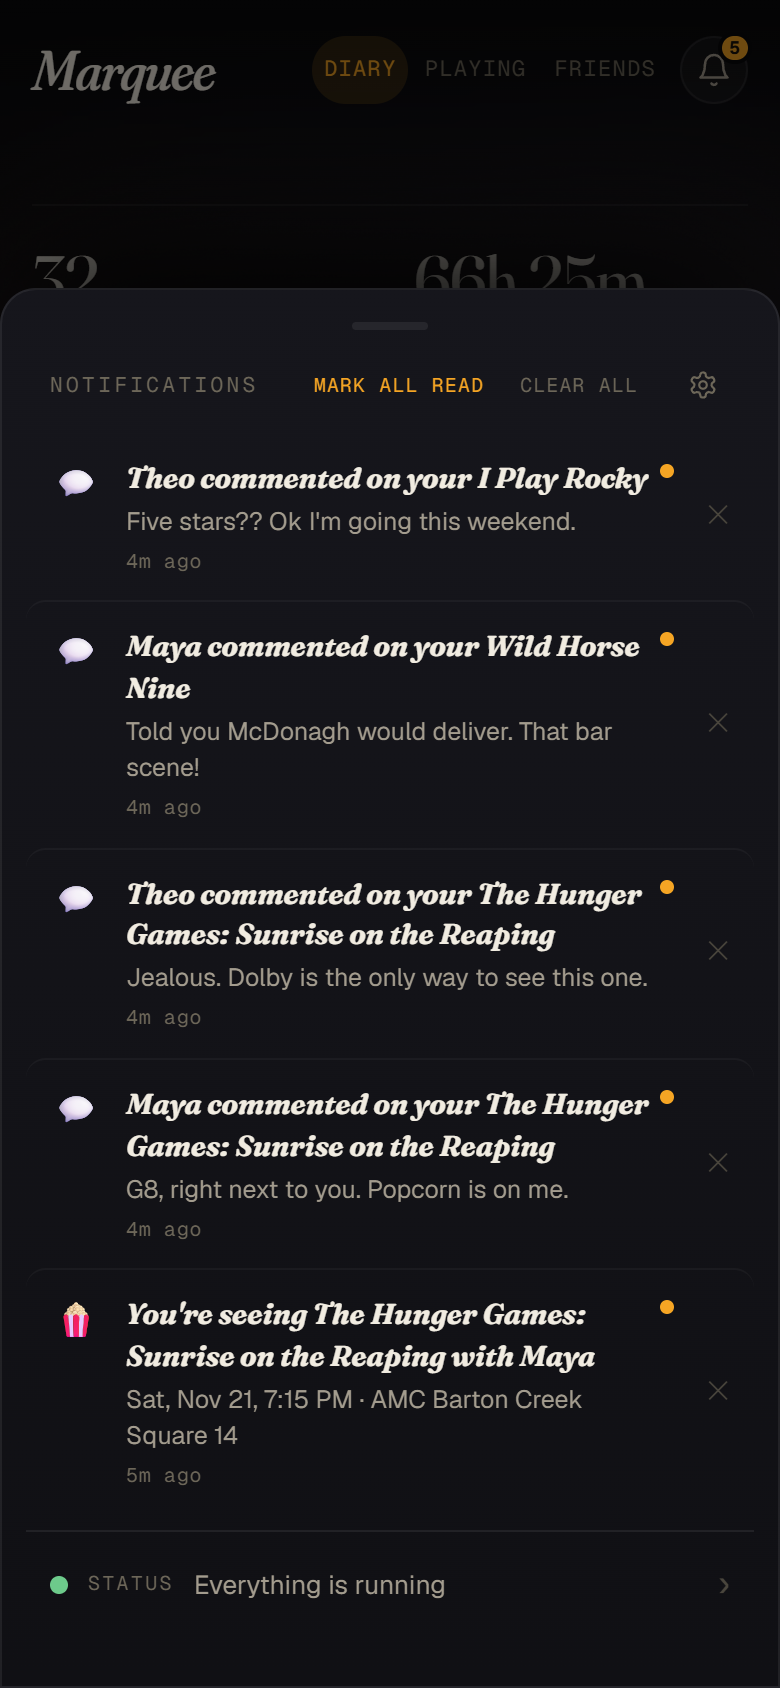 Marquee
DIARY PLAYING FRIENDS 5
32 66h 25m
NOTIFICATIONS MARK ALL READ CLEAR ALL
Theo commented on your I Play Rocky
Five stars?? Ok I'm going this weekend.
4m ago
Maya commented on your Wild Horse
Nine
Told you McDonagh would deliver. That bar
scene!
4m ago
Theo commented on your The Hunger
Games: Sunrise on the Reaping
Jealous. Dolby is the only way to see this one.
4m ago
Maya commented on your The Hunger
Games: Sunrise on the Reaping
G8, right next to you. Popcorn is on me.
4m ago
You're seeing The Hunger Games:
Sunrise on the Reaping with Maya
Sat, Nov 21, 7:15 PM · AMC Barton Creek
Square 14
5m ago
STATUS Everything is running